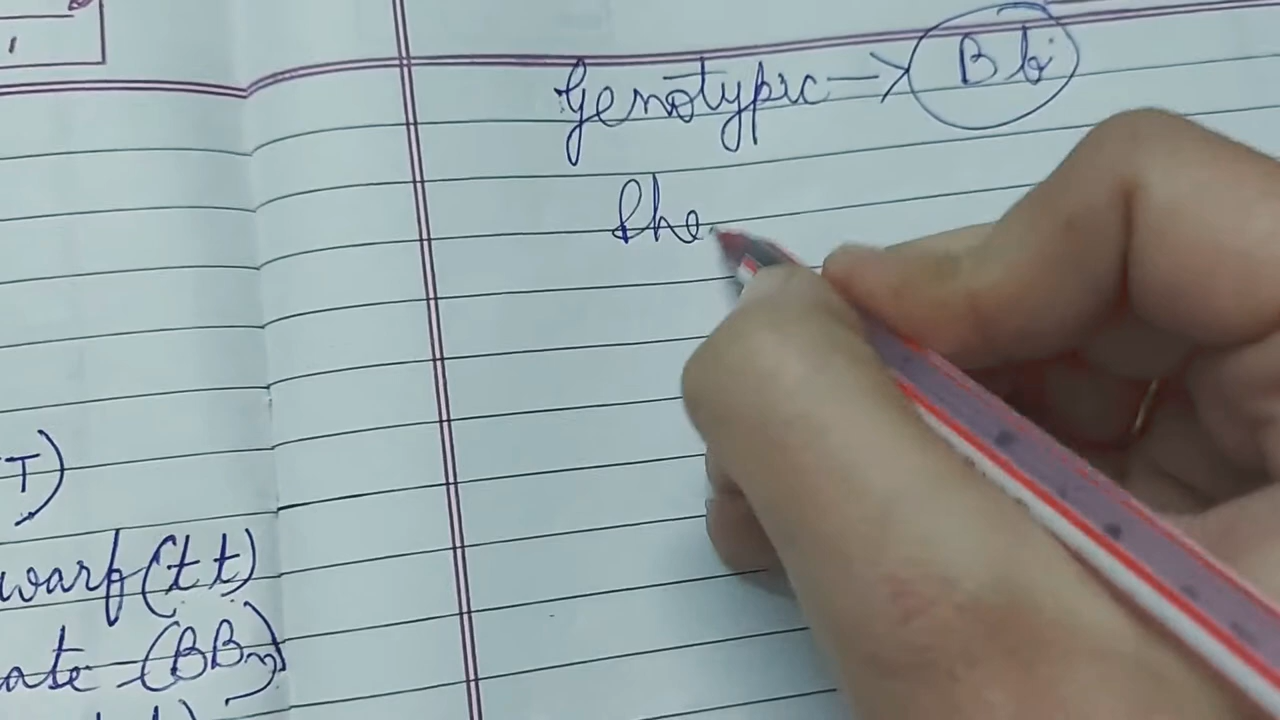 Genotypic → Bb
Phe
T)
warf (tt)
ate (BB)